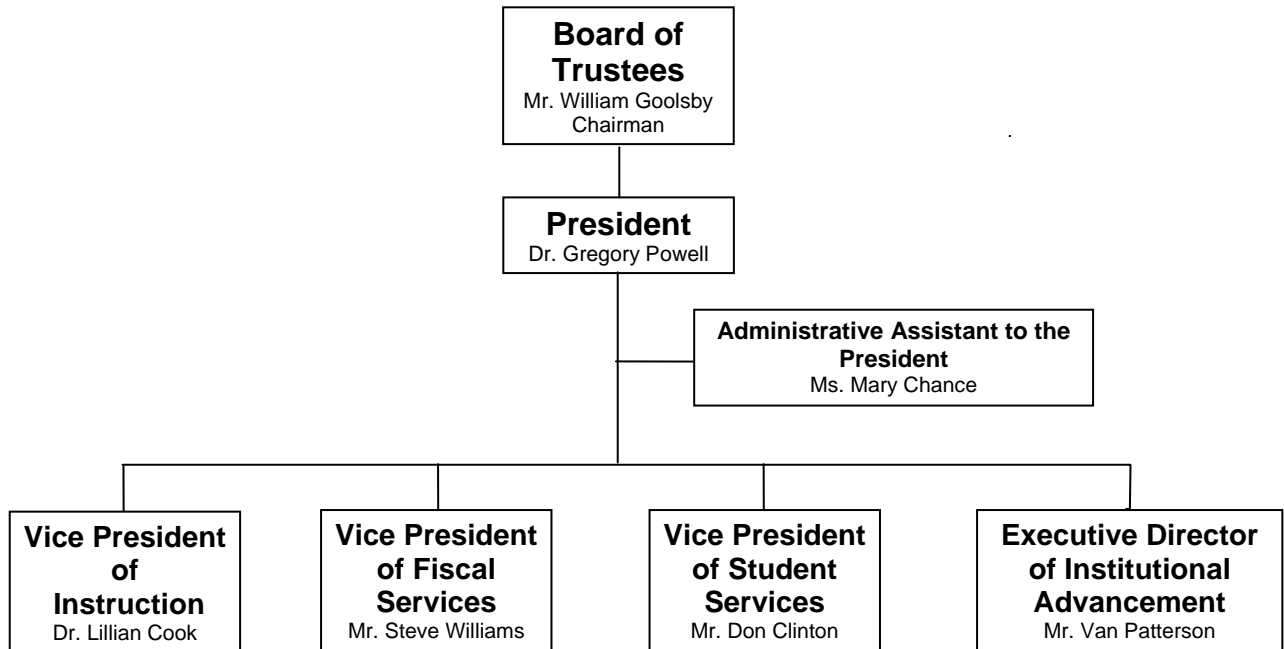 Board of
Trustees
Mr. William Goolsby
Chairman
President
Dr. Gregory Powell
Administrative Assistant to the
President
Ms. Mary Chance
Vice President
of
Instruction
Dr. Lillian Cook
Vice President
of Fiscal
Services
Mr. Steve Williams
Vice President
of Student
Services
Mr. Don Clinton
Executive Director
of Institutional
Advancement
Mr. Van Patterson